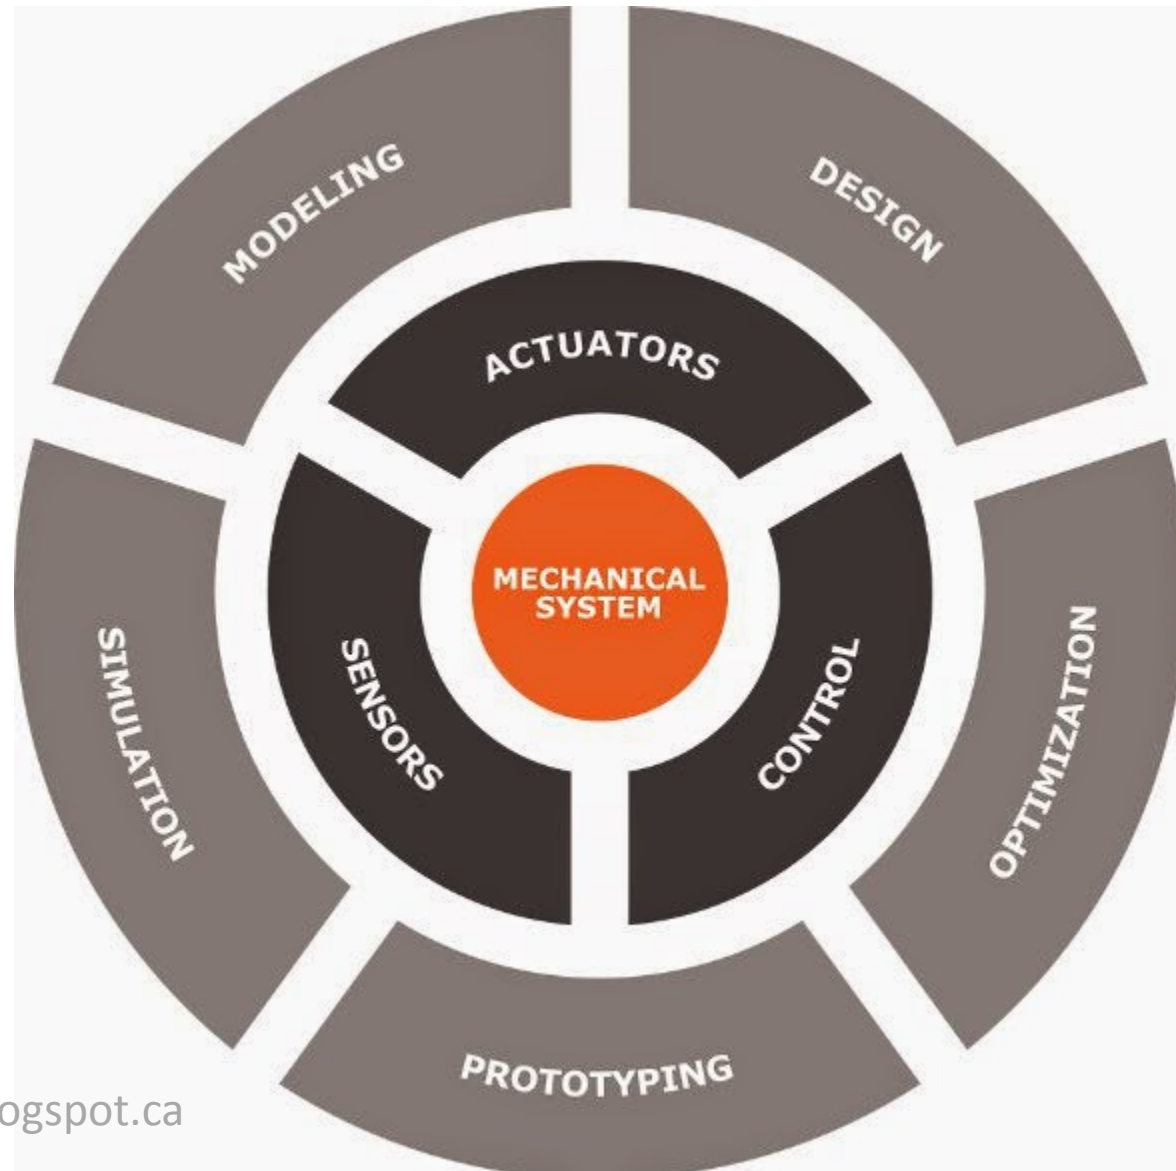 MODELING
DESIGN
ACTUATORS
MECHANICAL
SYSTEM
SENSORS
CONTROL
SIMULATION
OPTIMIZATION
PROTOTYPING
ogspot.ca